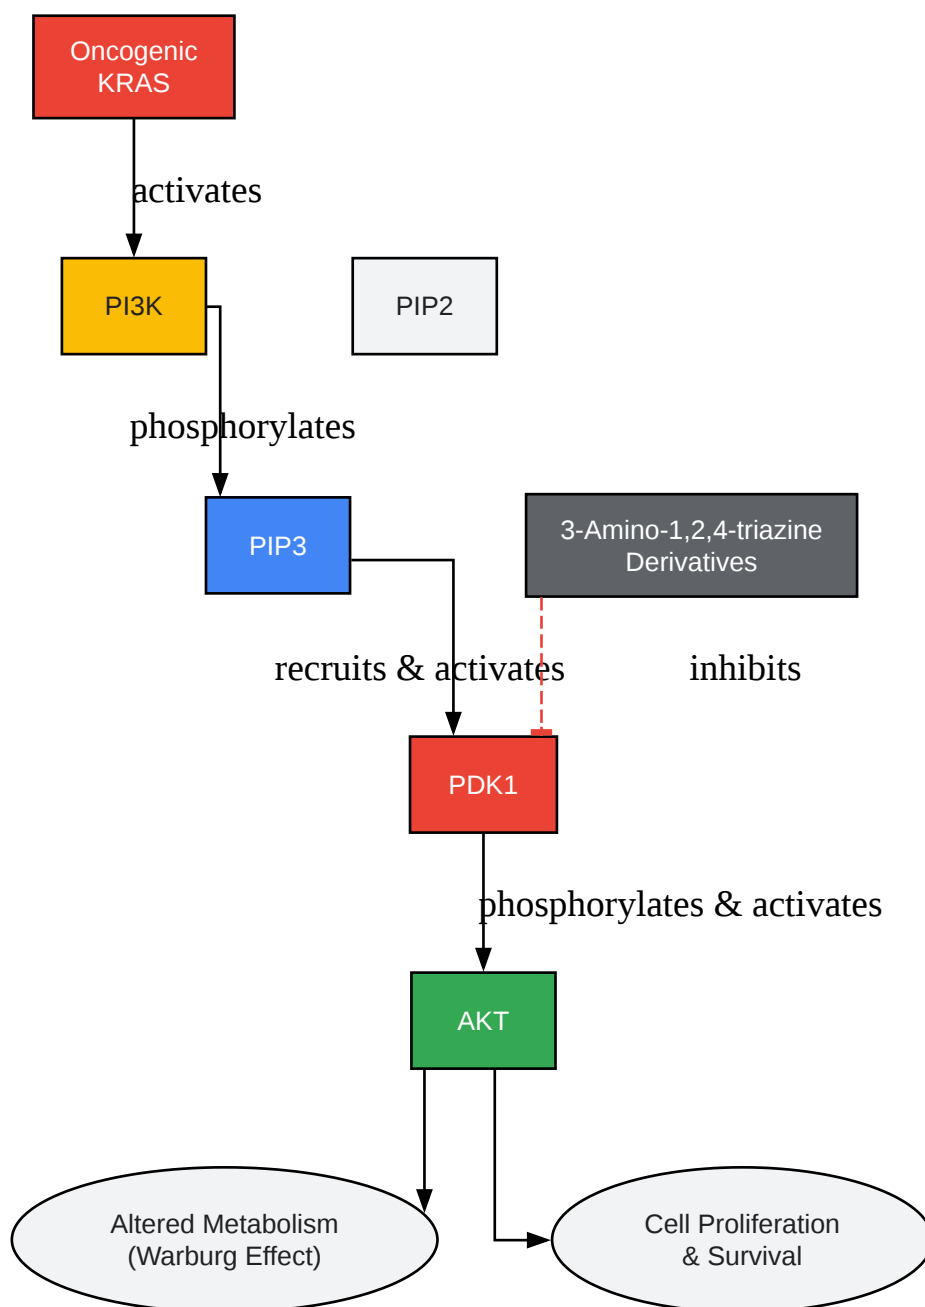 Oncogenic
KRAS
activates
PI3K
PIP2
phosphorylates
PIP3
3-Amino-1,2,4-triazine
Derivatives
recruits & activates
inhibits
PDK1
phosphorylates & activates
AKT
Altered Metabolism
(Warburg Effect)
Cell Proliferation
& Survival